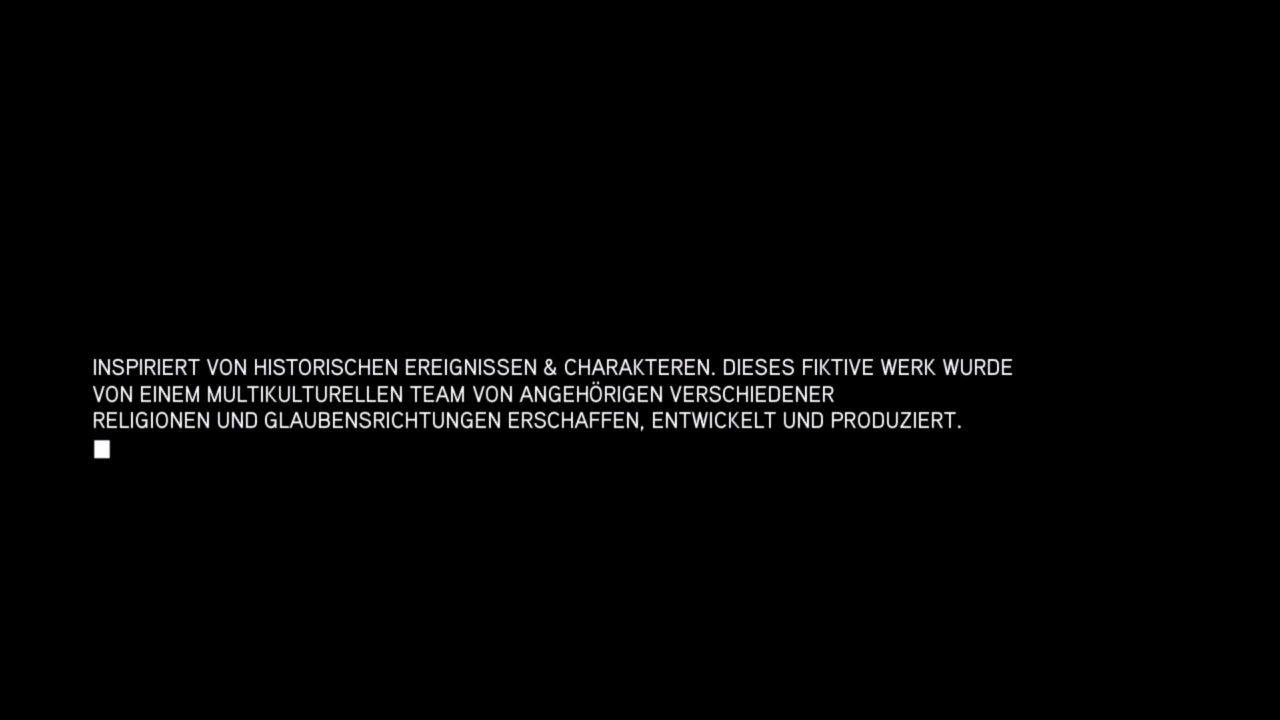 INSPIRIERT VON HISTORISCHEN EREIGNISSEN & CHARAKTEREN. DIESES FIKTIVE WERK WURDE
VON EINEM MULTIKULTURELLEN TEAM VON ANGEHÖRIGEN VERSCHIEDENER
RELIGIONEN UND GLAUBENSRICHTUNGEN ERSCHAFFEN, ENTWICKELT UND PRODUZIERT.